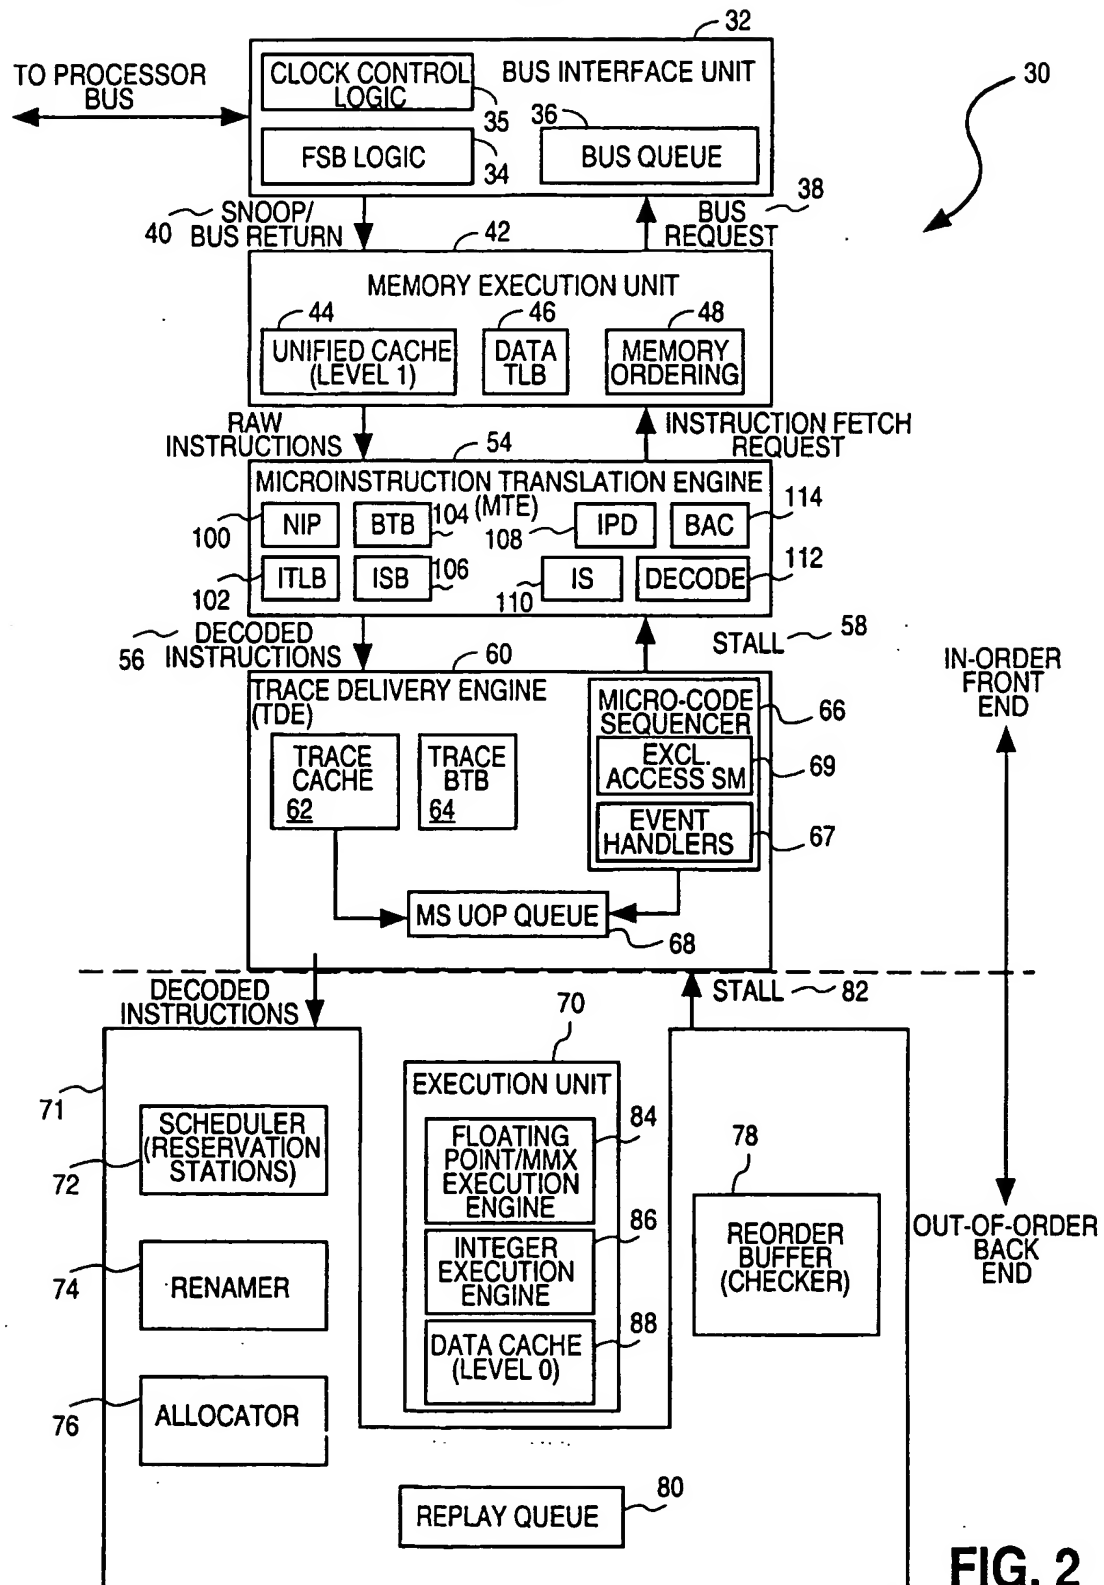 32
TO PROCESSOR
BUS
CLOCK CONTROL
LOGIC
35
BUS INTERFACE UNIT
30
FSB LOGIC
34
36
BUS QUEUE
40
SNOOP/
BUS RETURN
42
BUS
REQUEST
38
MEMORY EXECUTION UNIT
44
46
48
UNIFIED CACHE
(LEVEL 1)
DATA
TLB
MEMORY
ORDERING
RAW
INSTRUCTIONS
54
INSTRUCTION FETCH
REQUEST
MICROINSTRUCTION TRANSLATION ENGINE
(MTE)
114
100
NIP
BTB
104
108
IPD
BAC
102
ITLB
ISB
106
110
IS
DECODE
112
56
DECODED
INSTRUCTIONS
60
STALL
58
TRACE DELIVERY ENGINE
(TDE)
MICRO-CODE
SEQUENCER
66
IN-ORDER
FRONT
END
TRACE
CACHE
62
TRACE
BTB
64
EXCL.
ACCESS SM
69
EVENT
HANDLERS
67
MS UOP QUEUE
68
DECODED
INSTRUCTIONS
STALL
82
70
71
EXECUTION UNIT
SCHEDULER
(RESERVATION
STATIONS)
72
FLOATING
POINT/MMX
EXECUTION
ENGINE
84
78
REORDER
BUFFER
(CHECKER)
OUT-OF-ORDER
BACK
END
74
RENAMER
INTEGER
EXECUTION
ENGINE
86
DATA CACHE
(LEVEL 0)
88
76
ALLOCATOR
REPLAY QUEUE
80
FIG. 2